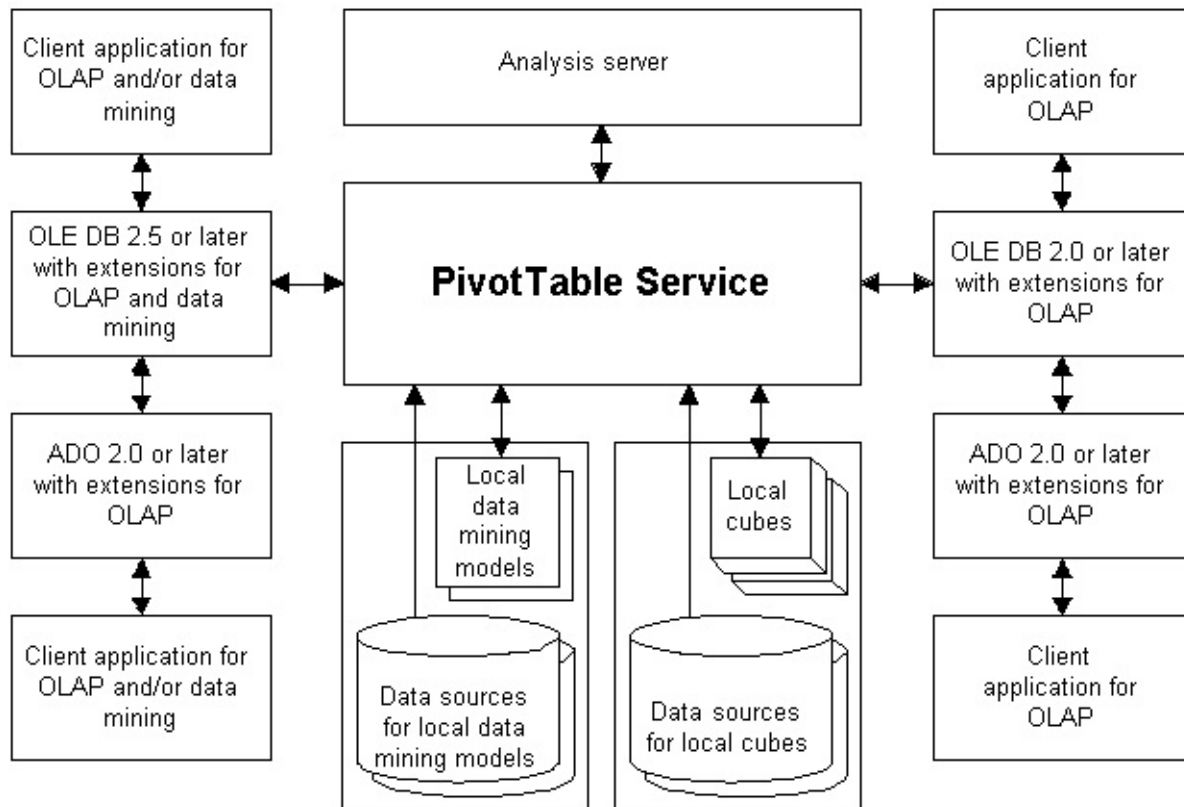 Client application for
OLAP and/or data
mining
Analysis server
Client
application for
OLAP
OLE DB 2.5 or later
with extensions for
OLAP and data
mining
PivotTable Service
OLE DB 2.0 or later
with extensions for
OLAP
ADO 2.0 or later
with extensions for
OLAP
Local
data
mining
models
Local
cubes
ADO 2.0 or later
with extensions for
OLAP
Client application for
OLAP and/or data
mining
Data sources
for local data
mining models
Data sources
for local cubes
Client
application for
OLAP